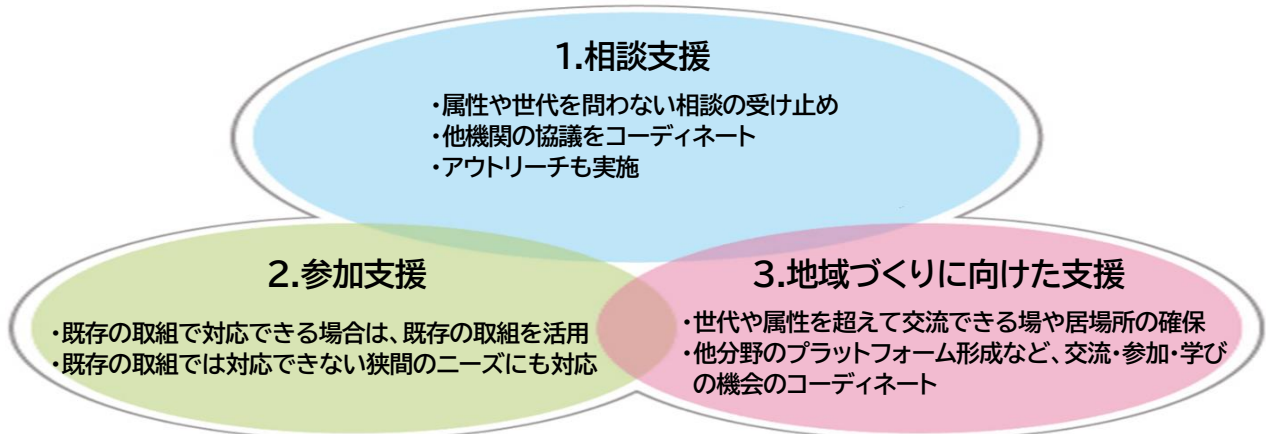 1.相談支援
・属性や世代を問わない相談の受け止め
・他機関の協議をコーディネート
・アウトリーチも実施
2.参加支援
・既存の取組で対応できる場合は、既存の取組を活用
・既存の取組では対応できない狭間のニーズにも対応
3.地域づくりに向けた支援
・世代や属性を超えて交流できる場や居場所の確保
・他分野のプラットフォーム形成など、交流・参加・学び
の機会のコーディネート